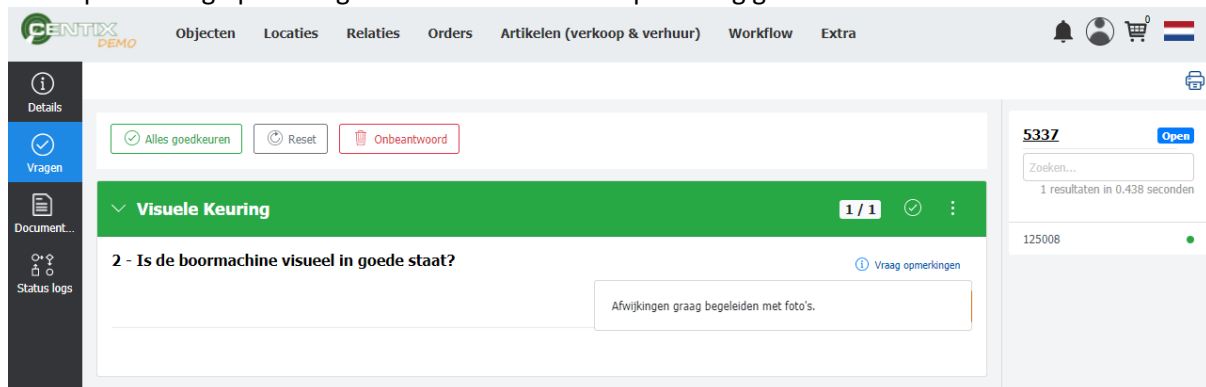 CENTIX
DEMO
Objecten Locaties Relaties Orders Artikelen (verkoop & verhuur) Workflow Extra
0
Details
Vragen
Document...
Status logs
Alles goedkeuren Reset Onbeantwoord
Visuele Keuring 1 / 1
2 - Is de boormachine visueel in goede staat?
Vraag opmerkingen
Afwijkingen graag begeleiden met foto's.
5337 Open
Zoeken...
1 resultaten in 0.438 seconden
125008